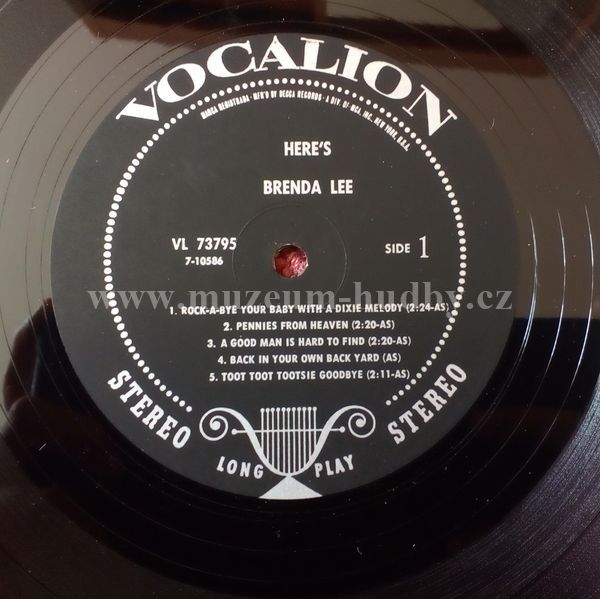 VOCALION
MARCA REGISTRADA • MFR'D BY DECCA RECORDS • A DIV. OF MCA, INC. NEW YORK, U.S.A.
HERE'S
BRENDA LEE
VL 73795
7-10586
SIDE 1
www.muzeum-hudby.cz
1. ROCK-A-BYE YOUR BABY WITH A DIXIE MELODY (2:24-AS)
2. PENNIES FROM HEAVEN (2:20-AS)
3. A GOOD MAN IS HARD TO FIND (2:20-AS)
4. BACK IN YOUR OWN BACK YARD (AS)
5. TOOT TOOT TOOTSIE GOODBYE (2:11-AS)
STEREO
LONG PLAY
STEREO